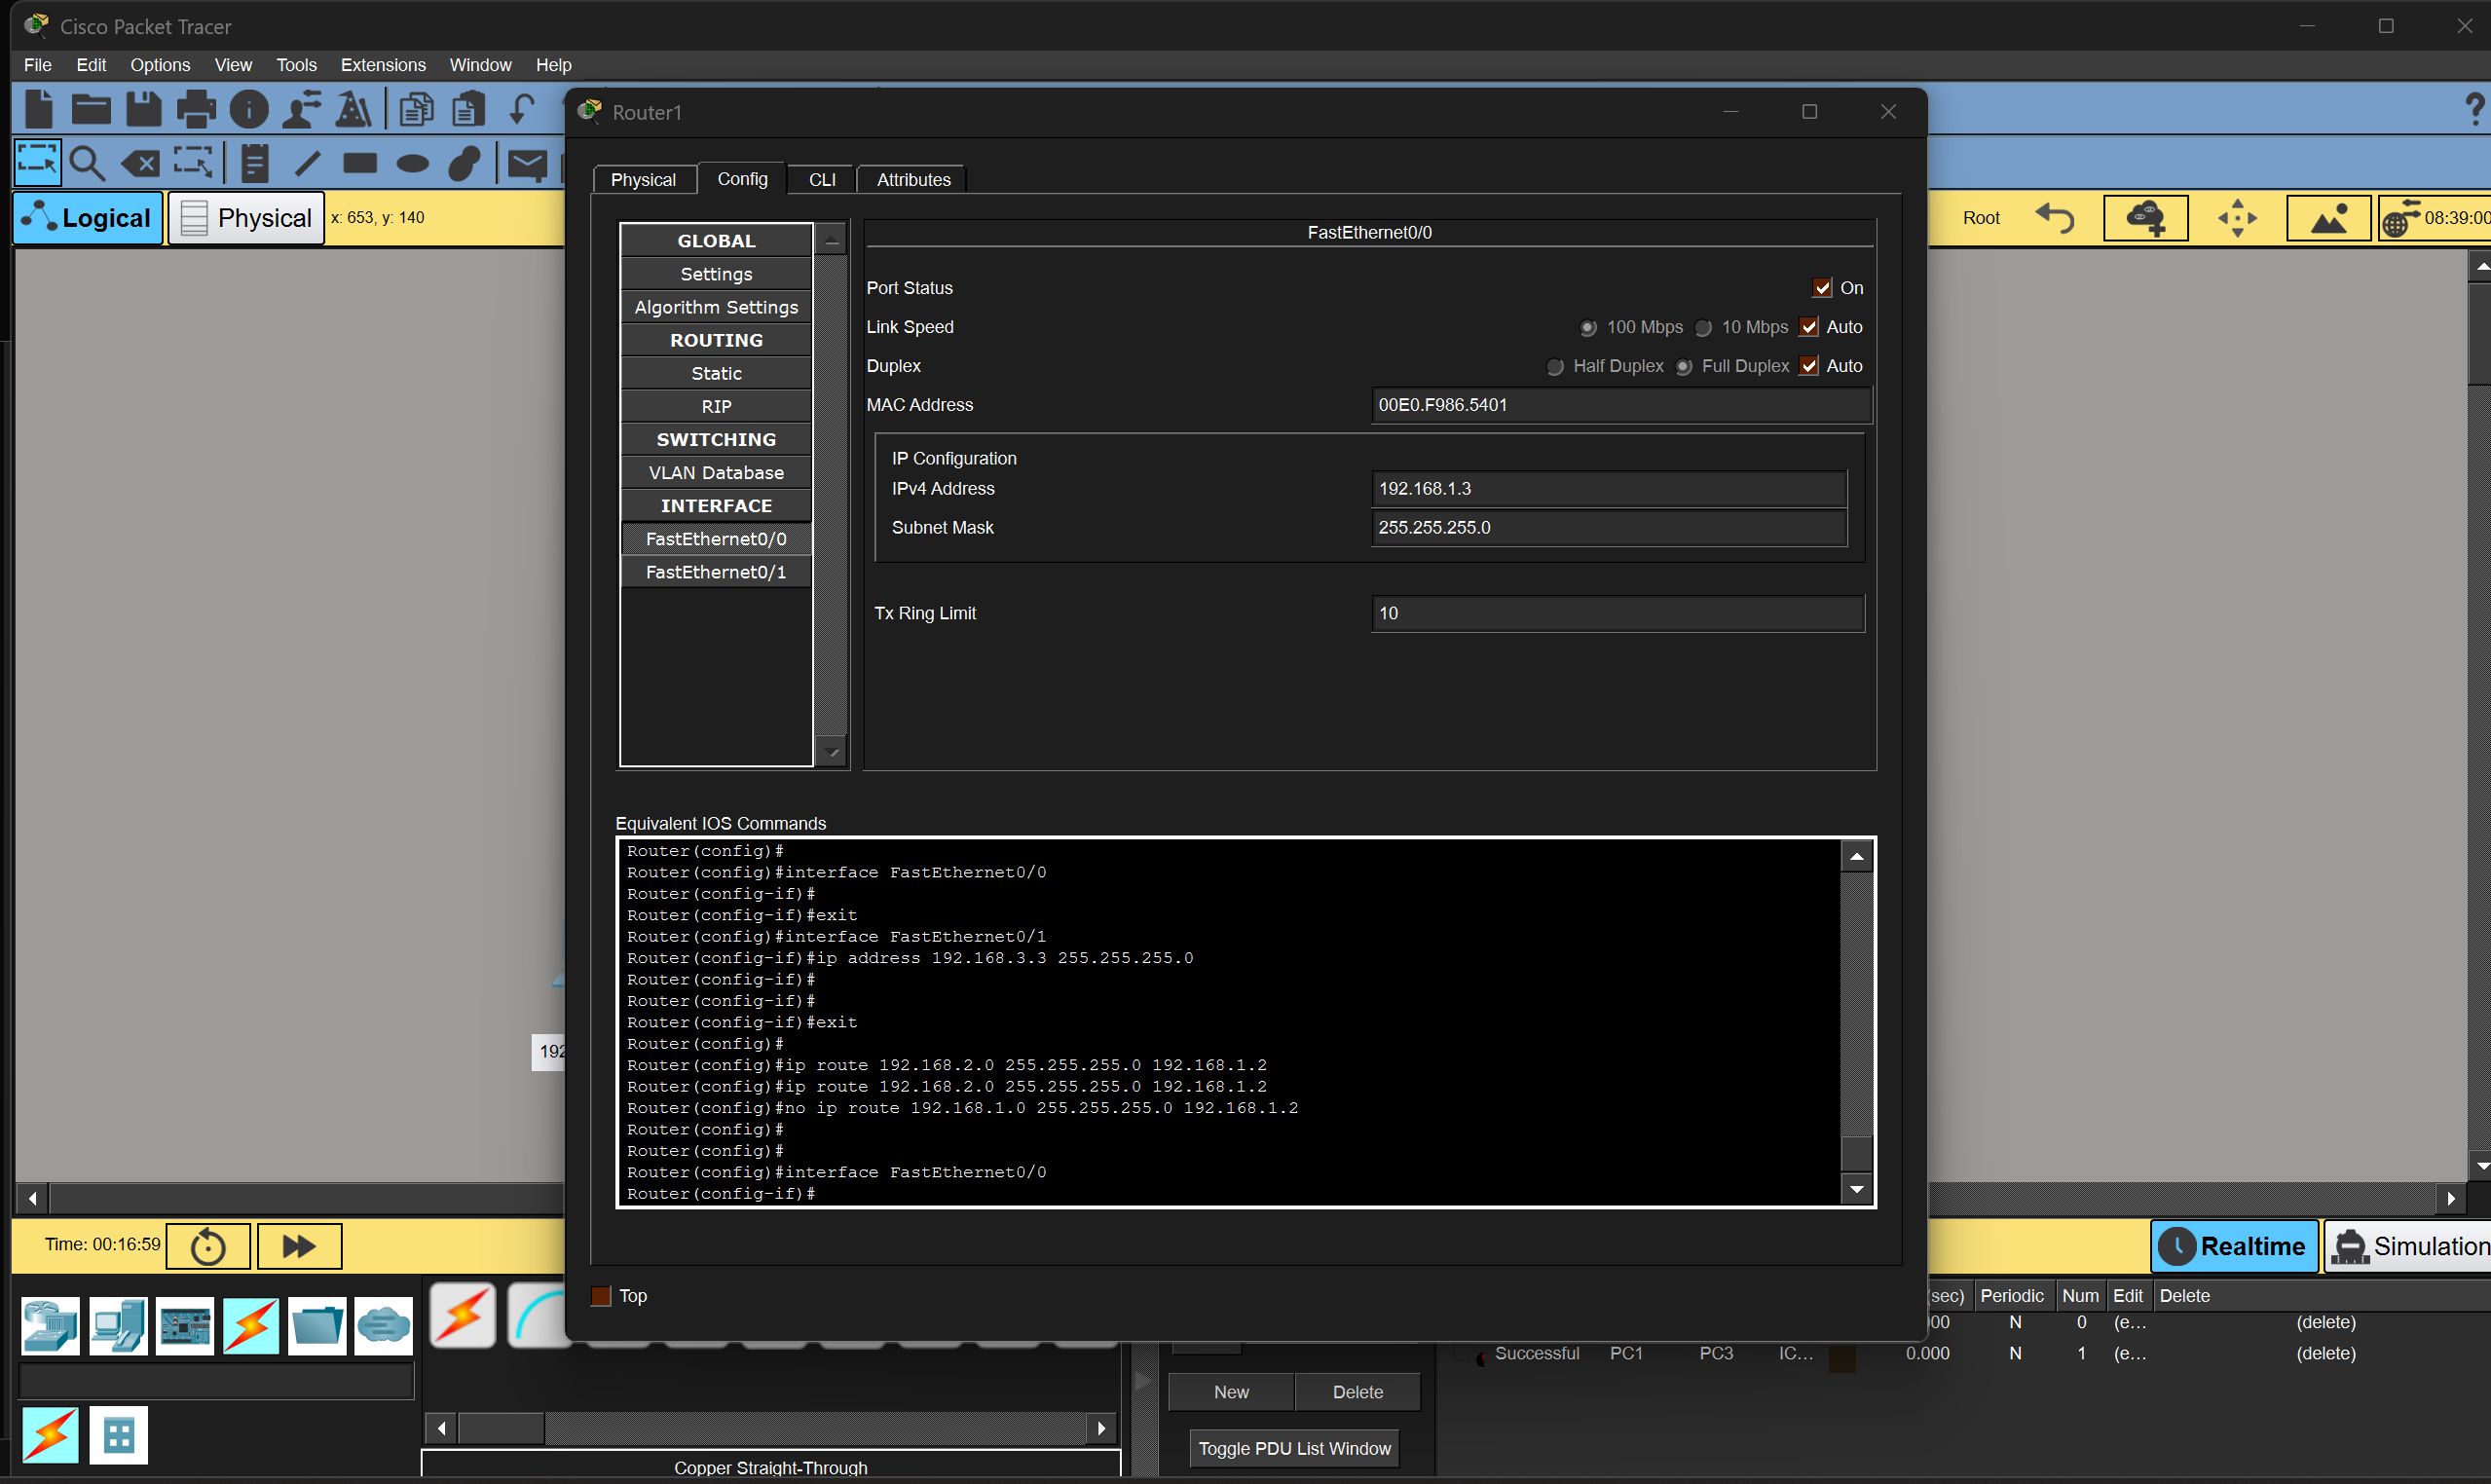 Cisco Packet Tracer
File Edit Options View Tools Extensions Window Help
Router1
Physical Config CLI Attributes
Logical Physical x: 653, y: 140
Root 08:39:00
GLOBAL
Settings
Algorithm Settings
ROUTING
Static
RIP
SWITCHING
VLAN Database
INTERFACE
FastEthernet0/0
FastEthernet0/1
FastEthernet0/0
Port Status On
Link Speed 100 Mbps 10 Mbps Auto
Duplex Half Duplex Full Duplex Auto
MAC Address 00E0.F986.5401
IP Configuration
IPv4 Address 192.168.1.3
Subnet Mask 255.255.255.0
Tx Ring Limit 10
Equivalent IOS Commands
Router(config)#
Router(config)#interface FastEthernet0/0
Router(config-if)#
Router(config-if)#exit
Router(config)#interface FastEthernet0/1
Router(config-if)#ip address 192.168.3.3 255.255.255.0
Router(config-if)#
Router(config-if)#
Router(config-if)#exit
Router(config)#
Router(config)#ip route 192.168.2.0 255.255.255.0 192.168.1.2
Router(config)#ip route 192.168.2.0 255.255.255.0 192.168.1.2
Router(config)#no ip route 192.168.1.0 255.255.255.0 192.168.1.2
Router(config)#
Router(config)#
Router(config)#interface FastEthernet0/0
Router(config-if)#
192
Time: 00:16:59
Realtime Simulation
Top
(sec) Periodic Num Edit Delete
00 N 0 (e... (delete)
Successful PC1 PC3 IC... 0.000 N 1 (e... (delete)
New Delete
Toggle PDU List Window
Copper Straight-Through